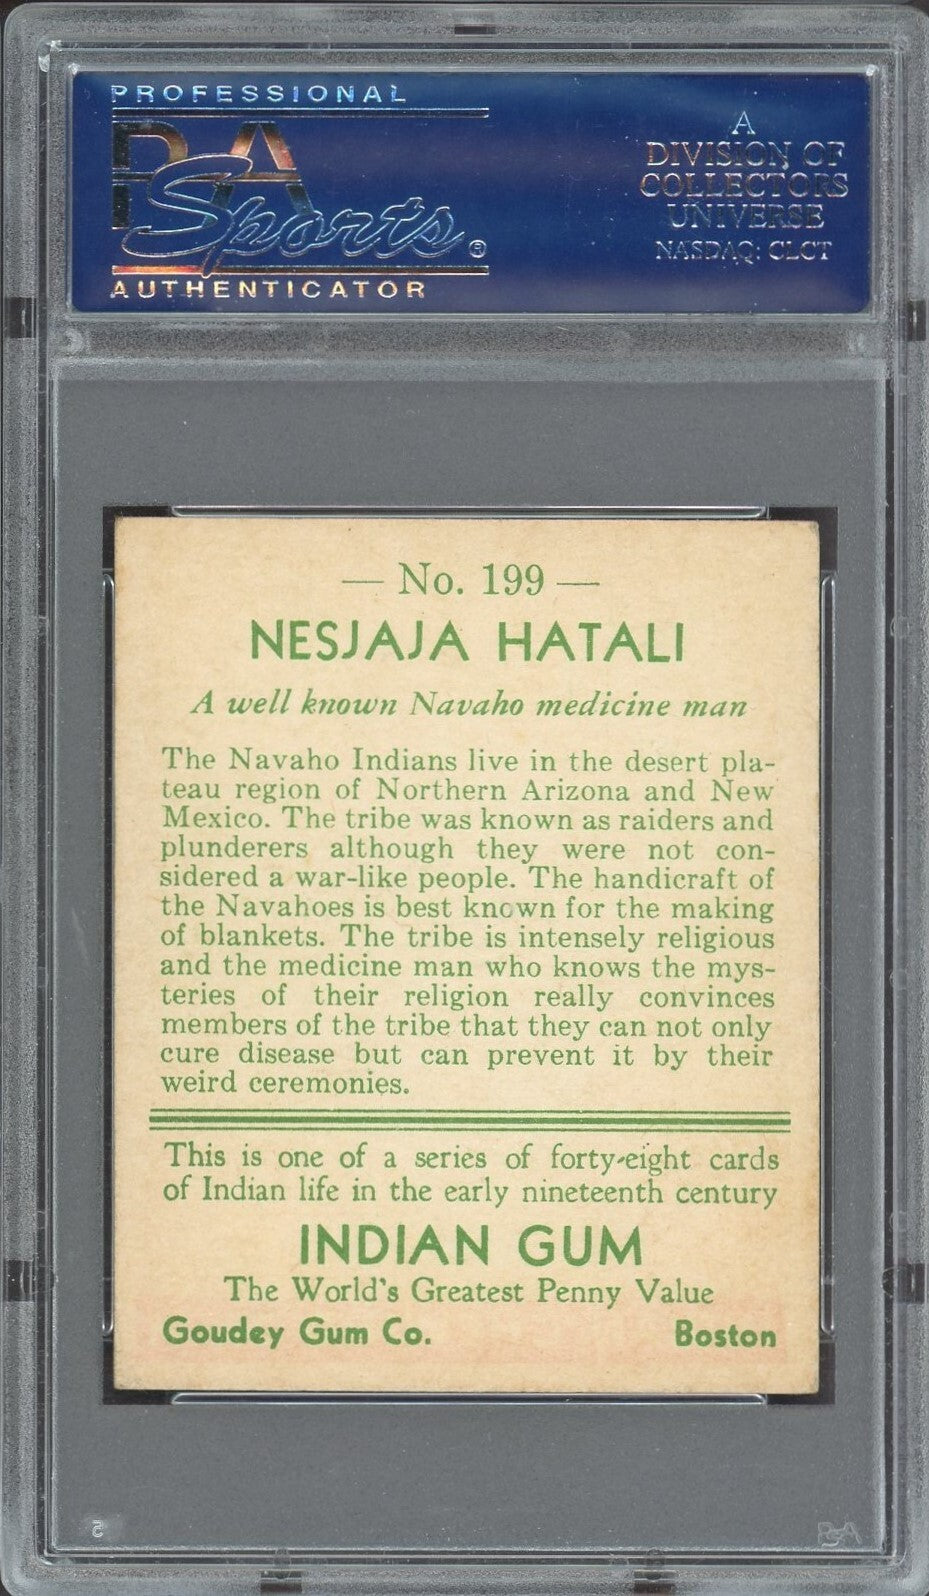 PROFESSIONAL
PSA
Sports®
AUTHENTICATOR
A
DIVISION OF
COLLECTORS
UNIVERSE
NASDAQ: CLCT
— No. 199 —
NESJAJA HATALI
A well known Navaho medicine man
The Navaho Indians live in the desert pla-
teau region of Northern Arizona and New
Mexico. The tribe was known as raiders and
plunderers although they were not con-
sidered a war-like people. The handicraft of
the Navahoes is best known for the making
of blankets. The tribe is intensely religious
and the medicine man who knows the mys-
teries of their religion really convinces
members of the tribe that they can not only
cure disease but can prevent it by their
weird ceremonies.
This is one of a series of forty-eight cards
of Indian life in the early nineteenth century
INDIAN GUM
The World's Greatest Penny Value
Goudey Gum Co. Boston
5
PSA